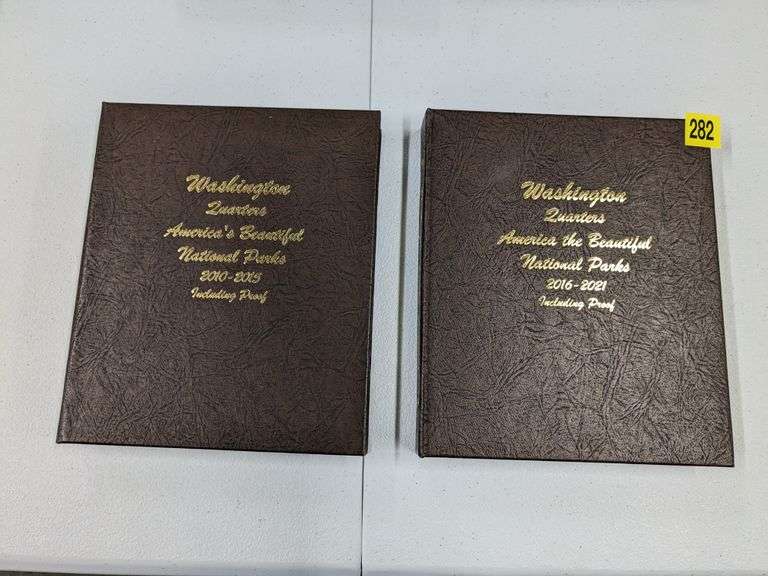 Washington
Quarters
America's Beautiful
National Parks
2010-2015
Including Proof
282
Washington
Quarters
America the Beautiful
National Parks
2016-2021
Including Proof